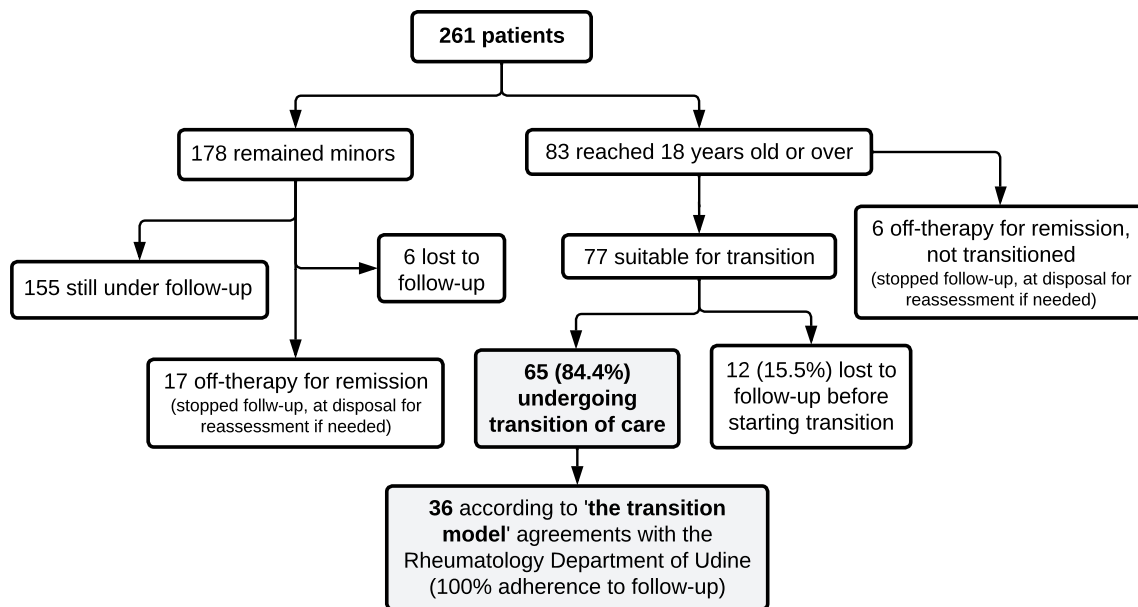 261 patients
178 remained minors
83 reached 18 years old or over
155 still under follow-up
6 lost to
follow-up
17 off-therapy for remission
(stopped follw-up, at disposal for
reassessment if needed)
77 suitable for transition
6 off-therapy for remission,
not transitioned
(stopped follow-up, at disposal for
reassessment if needed)
65 (84.4%)
undergoing
transition of care
12 (15.5%) lost to
follow-up before
starting transition
36 according to 'the transition
model' agreements with the
Rheumatology Department of Udine
(100% adherence to follow-up)